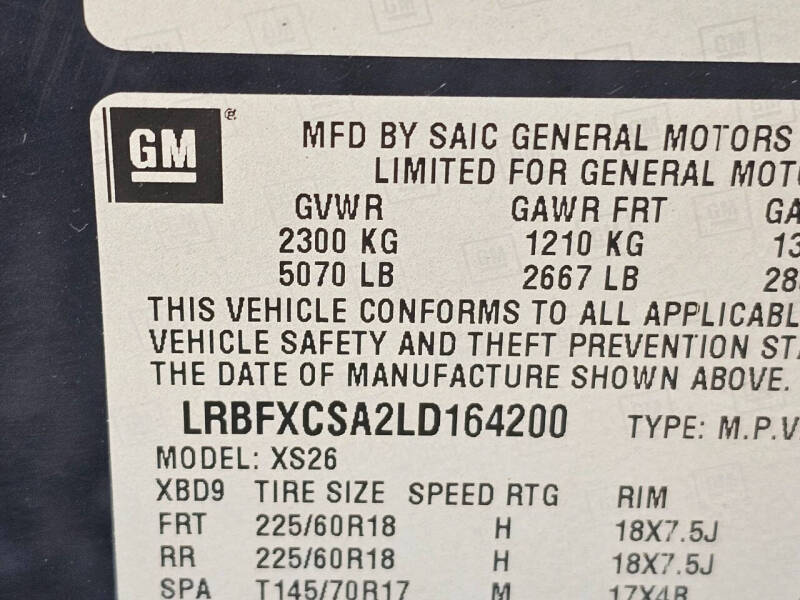 GM ®
MFD BY SAIC GENERAL MOTORS
LIMITED FOR GENERAL
GVWR GAWR FRT
2300 KG 1210 KG
5070 LB 2667 LB
THIS VEHICLE CONFORMS TO ALL
VEHICLE SAFETY AND THEFT PREVENTION
THE DATE OF MANUFACTURE SHOWN ABOVE.
LRBFXCSA2LD164200 TYPE: M.P.V
MODEL: XS26
XBD9 TIRE SIZE SPEED RTG RIM
FRT 225/60R18 H 18X7.5J
RR 225/60R18 H 18X7.5J
SPA T145/70R17 M